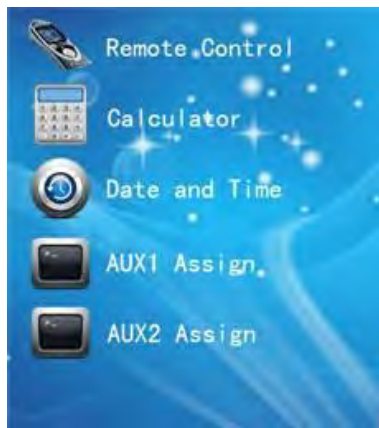 Remote Control
Calculator
Date and Time
AUX1 Assign
AUX2 Assign